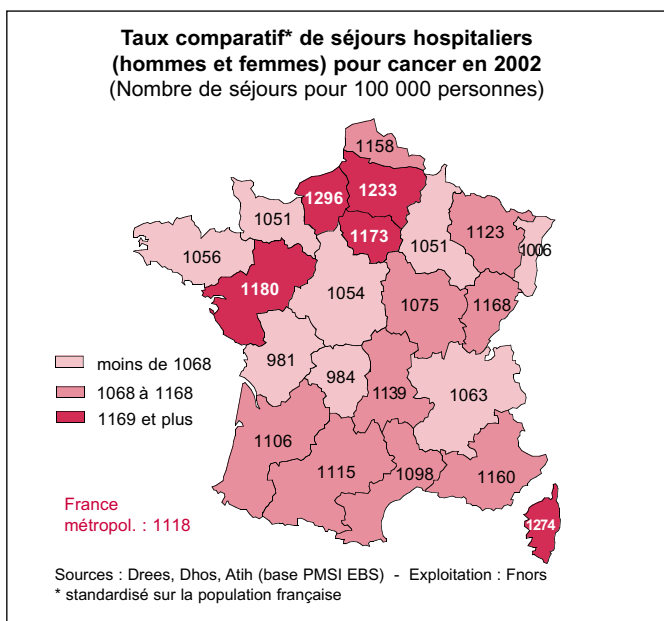 Taux comparatif* de séjours hospitaliers
(hommes et femmes) pour cancer en 2002
(Nombre de séjours pour 100 000 personnes)
1158
1296
1233
1051
1173
1051
1123
1006
1056
1180
1054
1075
1168
981
984
1139
1063
1106
1115
1098
1160
1274
moins de 1068
1068 à 1168
1169 et plus
France
métropol. : 1118
Sources : Drees, Dhos, Atih (base PMSI EBS) - Exploitation : Fnors
* standardisé sur la population française